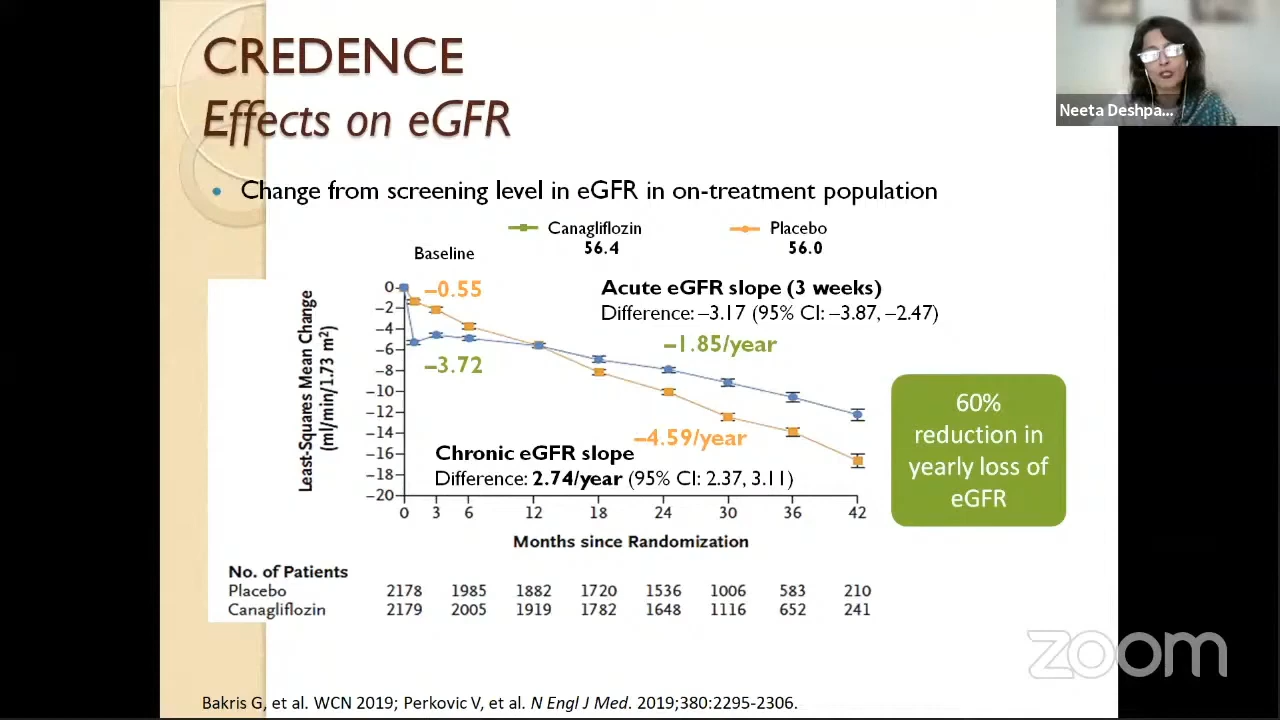 CREDENCE
Effects on eGFR
Neeta Deshpa...
• Change from screening level in eGFR in on-treatment population
Canagliflozin
56.4
Placebo
56.0
Baseline
Acute eGFR slope (3 weeks)
Difference: –3.17 (95% CI: –3.87, –2.47)
–0.55
–3.72
–1.85/year
–4.59/year
Chronic eGFR slope
Difference: 2.74/year (95% CI: 2.37, 3.11)
Least-Squares Mean Change
(ml/min/1.73 m²)
0
–2
–4
–6
–8
–10
–12
–14
–16
–18
–20
0 3 6 12 18 24 30 36 42
Months since Randomization
60%
reduction in
yearly loss of
eGFR
No. of Patients
Placebo 2178 1985 1882 1720 1536 1006 583 210
Canagliflozin 2179 2005 1919 1782 1648 1116 652 241
zoom
Bakris G, et al. WCN 2019; Perkovic V, et al. N Engl J Med. 2019;380:2295-2306.